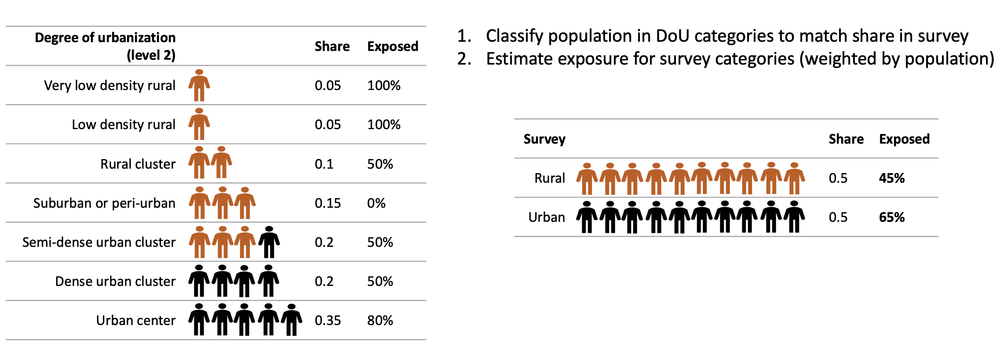 Degree of urbanization
(level 2)
Share
Exposed
Very low density rural
0.05
100%
Low density rural
0.05
100%
Rural cluster
0.1
50%
Suburban or peri-urban
0.15
0%
Semi-dense urban cluster
0.2
50%
Dense urban cluster
0.2
50%
Urban center
0.35
80%
1. Classify population in DoU categories to match share in survey
2. Estimate exposure for survey categories (weighted by population)
Survey
Share
Exposed
Rural
0.5
45%
Urban
0.5
65%